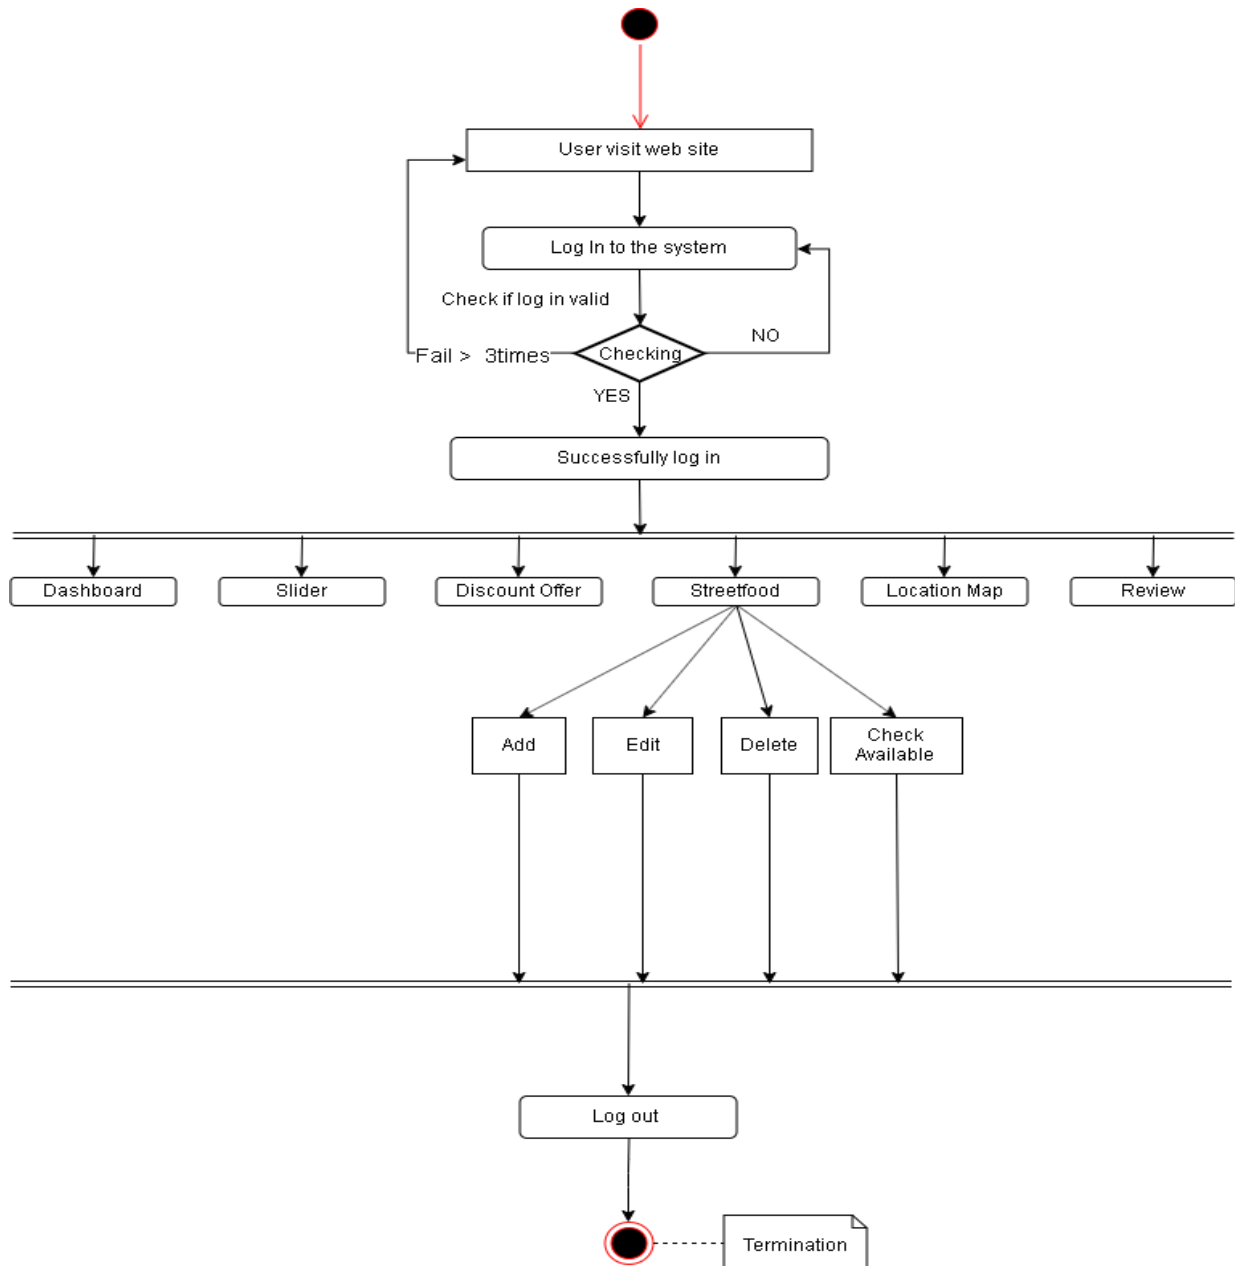 User visit web site
Log In to the system
Check if log in valid
NO
Fail > 3times
Checking
YES
Successfully log in
Dashboard
Slider
Discount Offer
Streetfood
Location Map
Review
Add
Edit
Delete
Check
Available
Log out
Termination